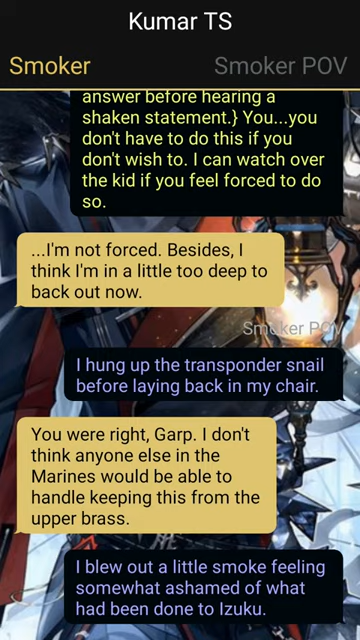 Kumar TS
Smoker
Smoker POV
answer before hearing a
shaken statement.} You...you
don't have to do this if you
don't wish to. I can watch over
the kid if you feel forced to do
so.
...I'm not forced. Besides, I
think I'm in a little too deep to
back out now.
Smoker POV
I hung up the transponder snail
before laying back in my chair.
You were right, Garp. I don't
think anyone else in the
Marines would be able to
handle keeping this from the
upper brass.
I blew out a little smoke feeling
somewhat ashamed of what
had been done to Izuku.